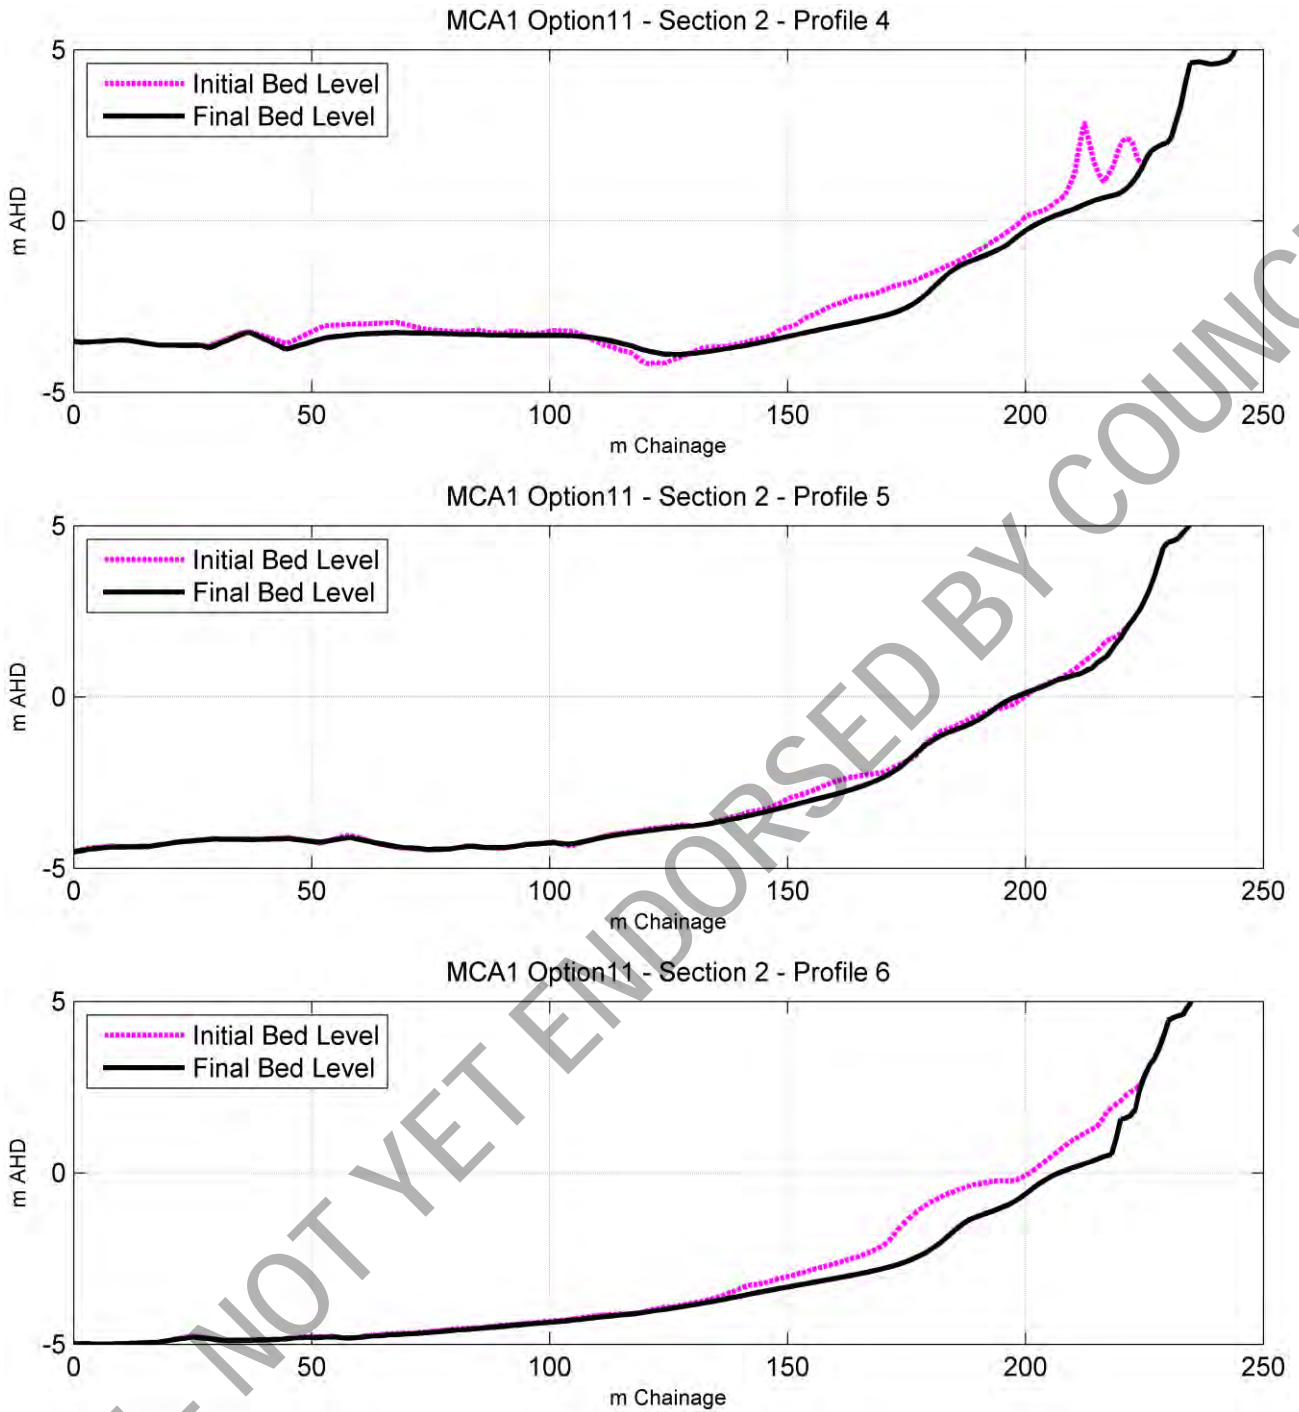 MCA1 Option11 - Section 2 - Profile 4
Initial Bed Level
Final Bed Level
5
0
-5
m AHD
0 50 100 150 200 250
m Chainage
MCA1 Option11 - Section 2 - Profile 5
Initial Bed Level
Final Bed Level
5
0
-5
m AHD
0 50 100 150 200 250
m Chainage
MCA1 Option11 - Section 2 - Profile 6
Initial Bed Level
Final Bed Level
5
0
-5
m AHD
0 50 100 150 200 250
m Chainage
- NOT YET ENDORSED BY COUNC